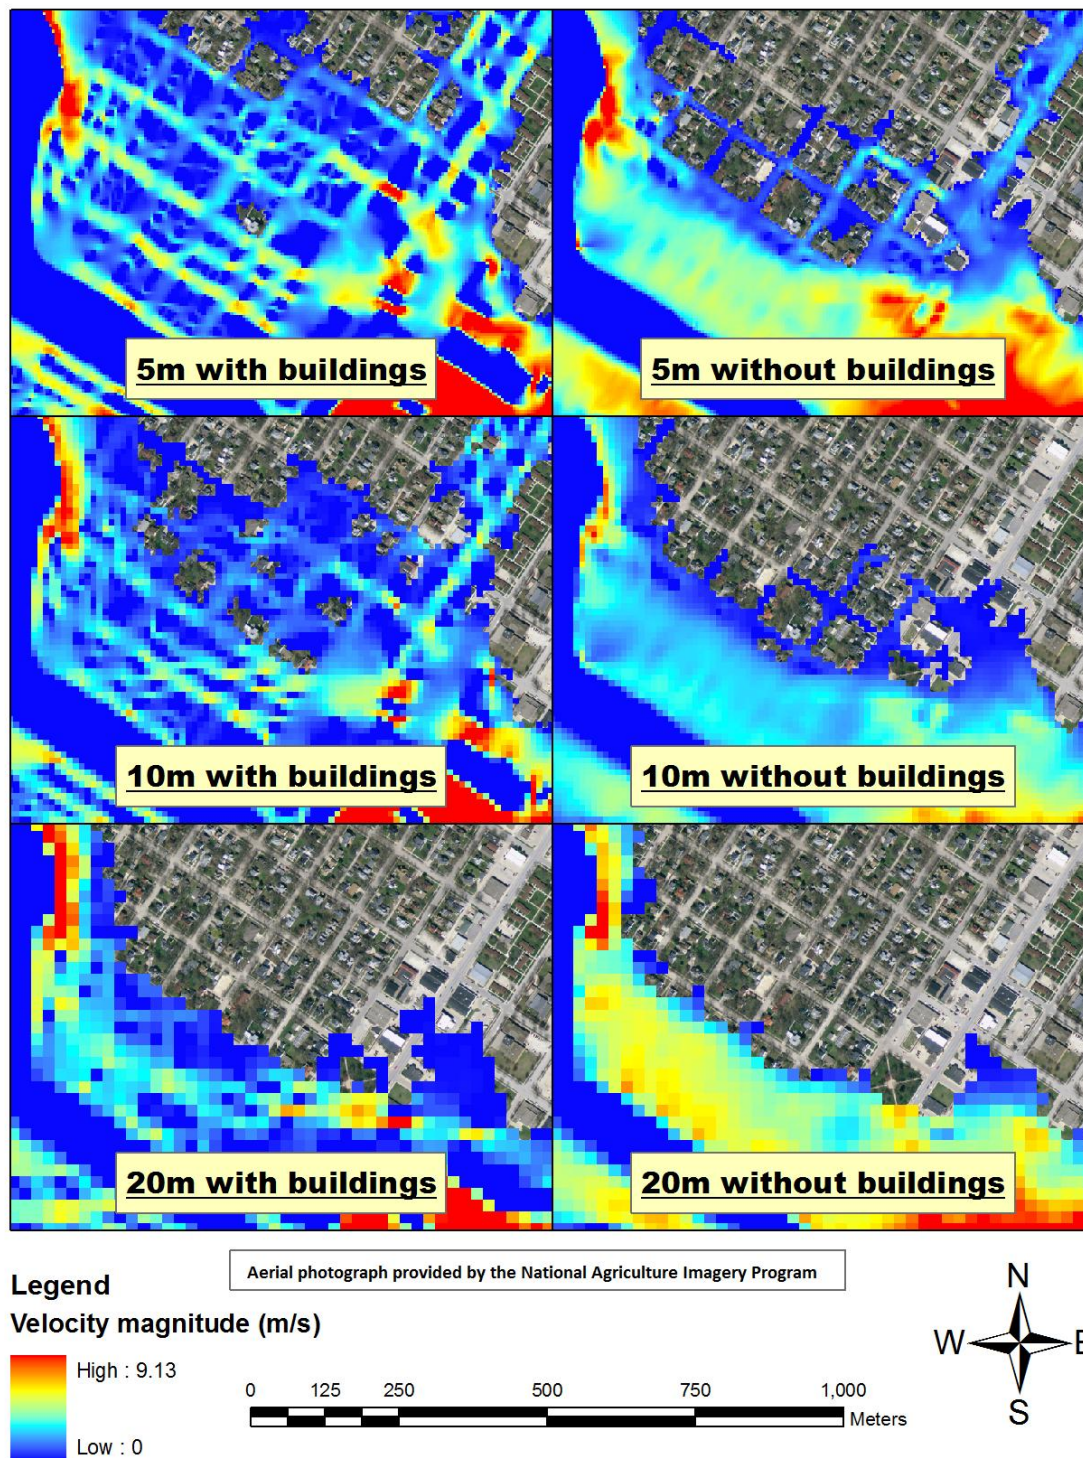 5m with buildings
5m without buildings
10m with buildings
10m without buildings
20m with buildings
20m without buildings
Aerial photograph provided by the National Agriculture Imagery Program
Legend
Velocity magnitude (m/s)
High : 9.13
Low : 0
0 125 250 500 750 1,000
Meters
N
W E
S